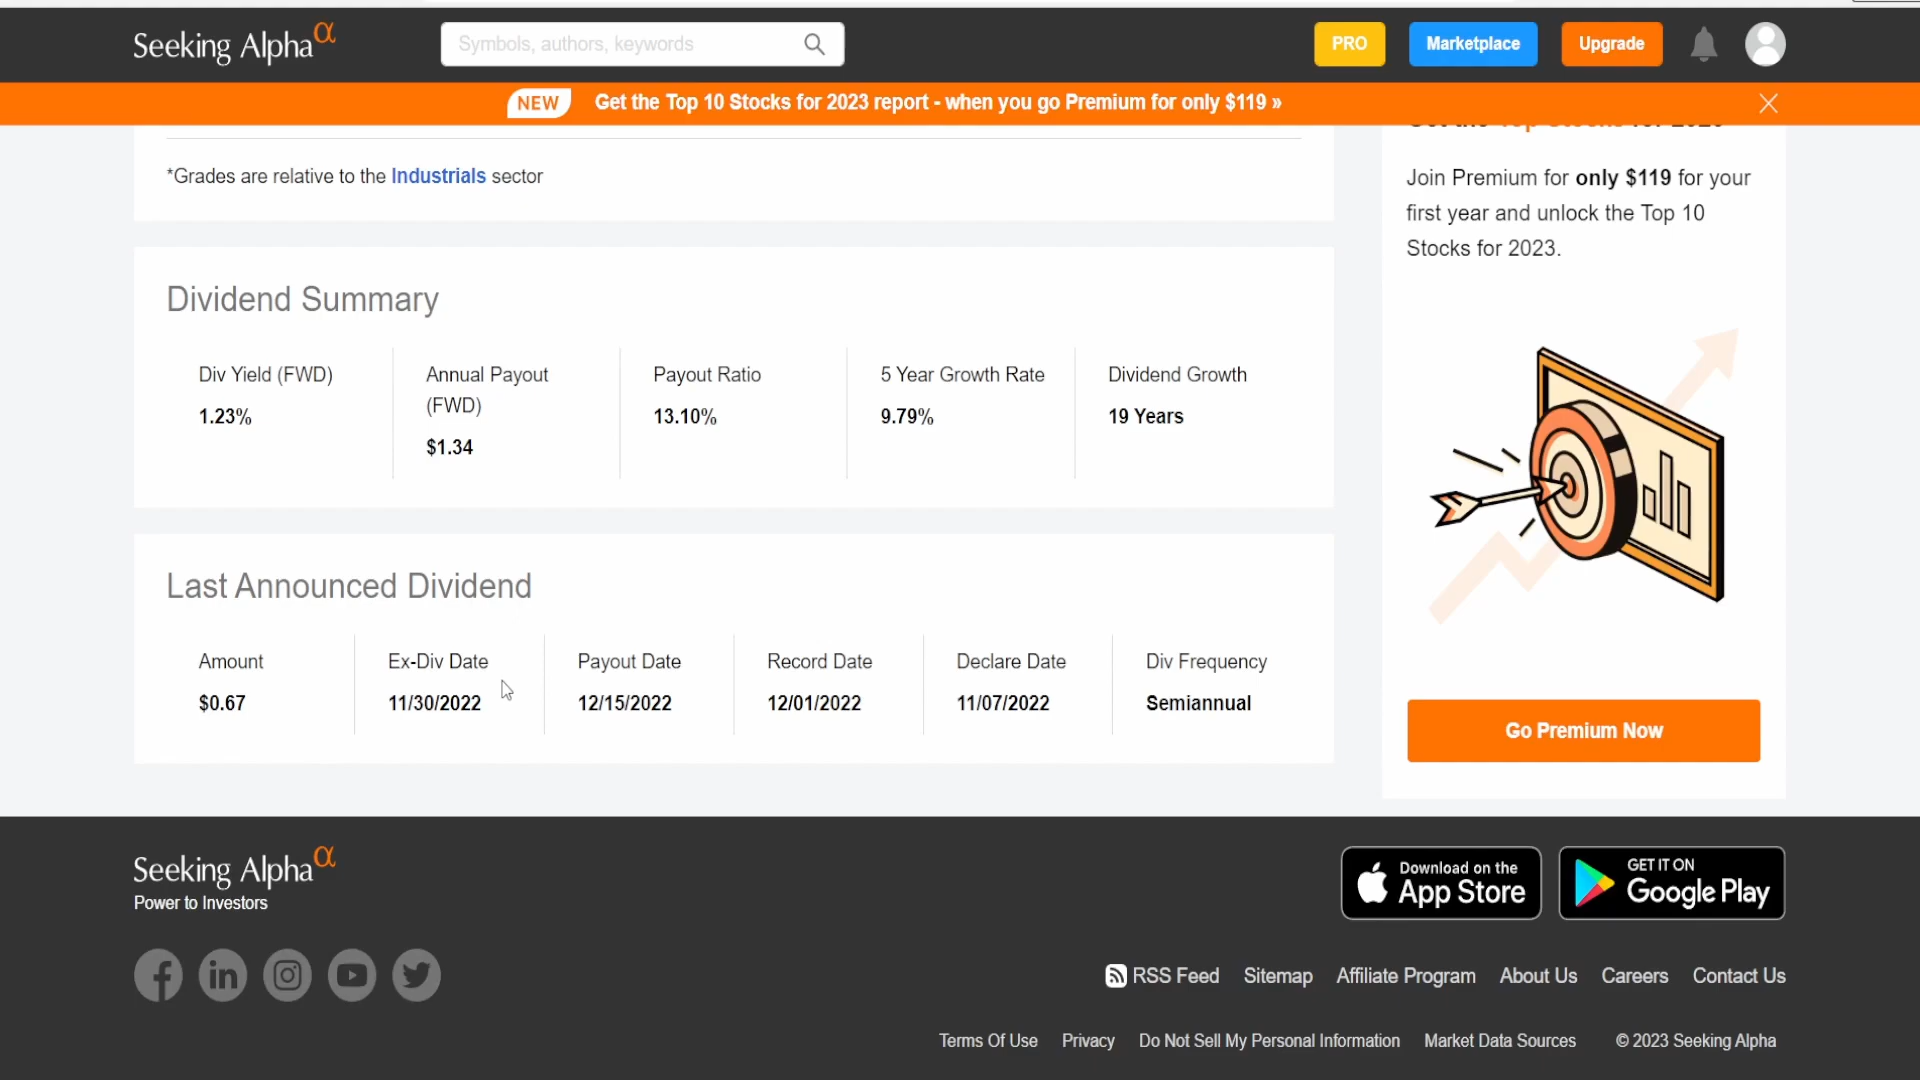 Seeking Alpha α
Symbols, authors, keywords
PRO
Marketplace
Upgrade
NEW
Get the Top 10 Stocks for 2023 report - when you go Premium for only $119 »
*Grades are relative to the Industrials sector
Dividend Summary
Div Yield (FWD)
1.23%
Annual Payout
(FWD)
$1.34
Payout Ratio
13.10%
5 Year Growth Rate
9.79%
Dividend Growth
19 Years
Last Announced Dividend
Amount
$0.67
Ex-Div Date
11/30/2022
Payout Date
12/15/2022
Record Date
12/01/2022
Declare Date
11/07/2022
Div Frequency
Semiannual
Join Premium for only $119 for your
first year and unlock the Top 10
Stocks for 2023.
Go Premium Now
Seeking Alpha α
Power to Investors
Download on the
App Store
GET IT ON
Google Play
RSS Feed
Sitemap
Affiliate Program
About Us
Careers
Contact Us
Terms Of Use
Privacy
Do Not Sell My Personal Information
Market Data Sources
© 2023 Seeking Alpha